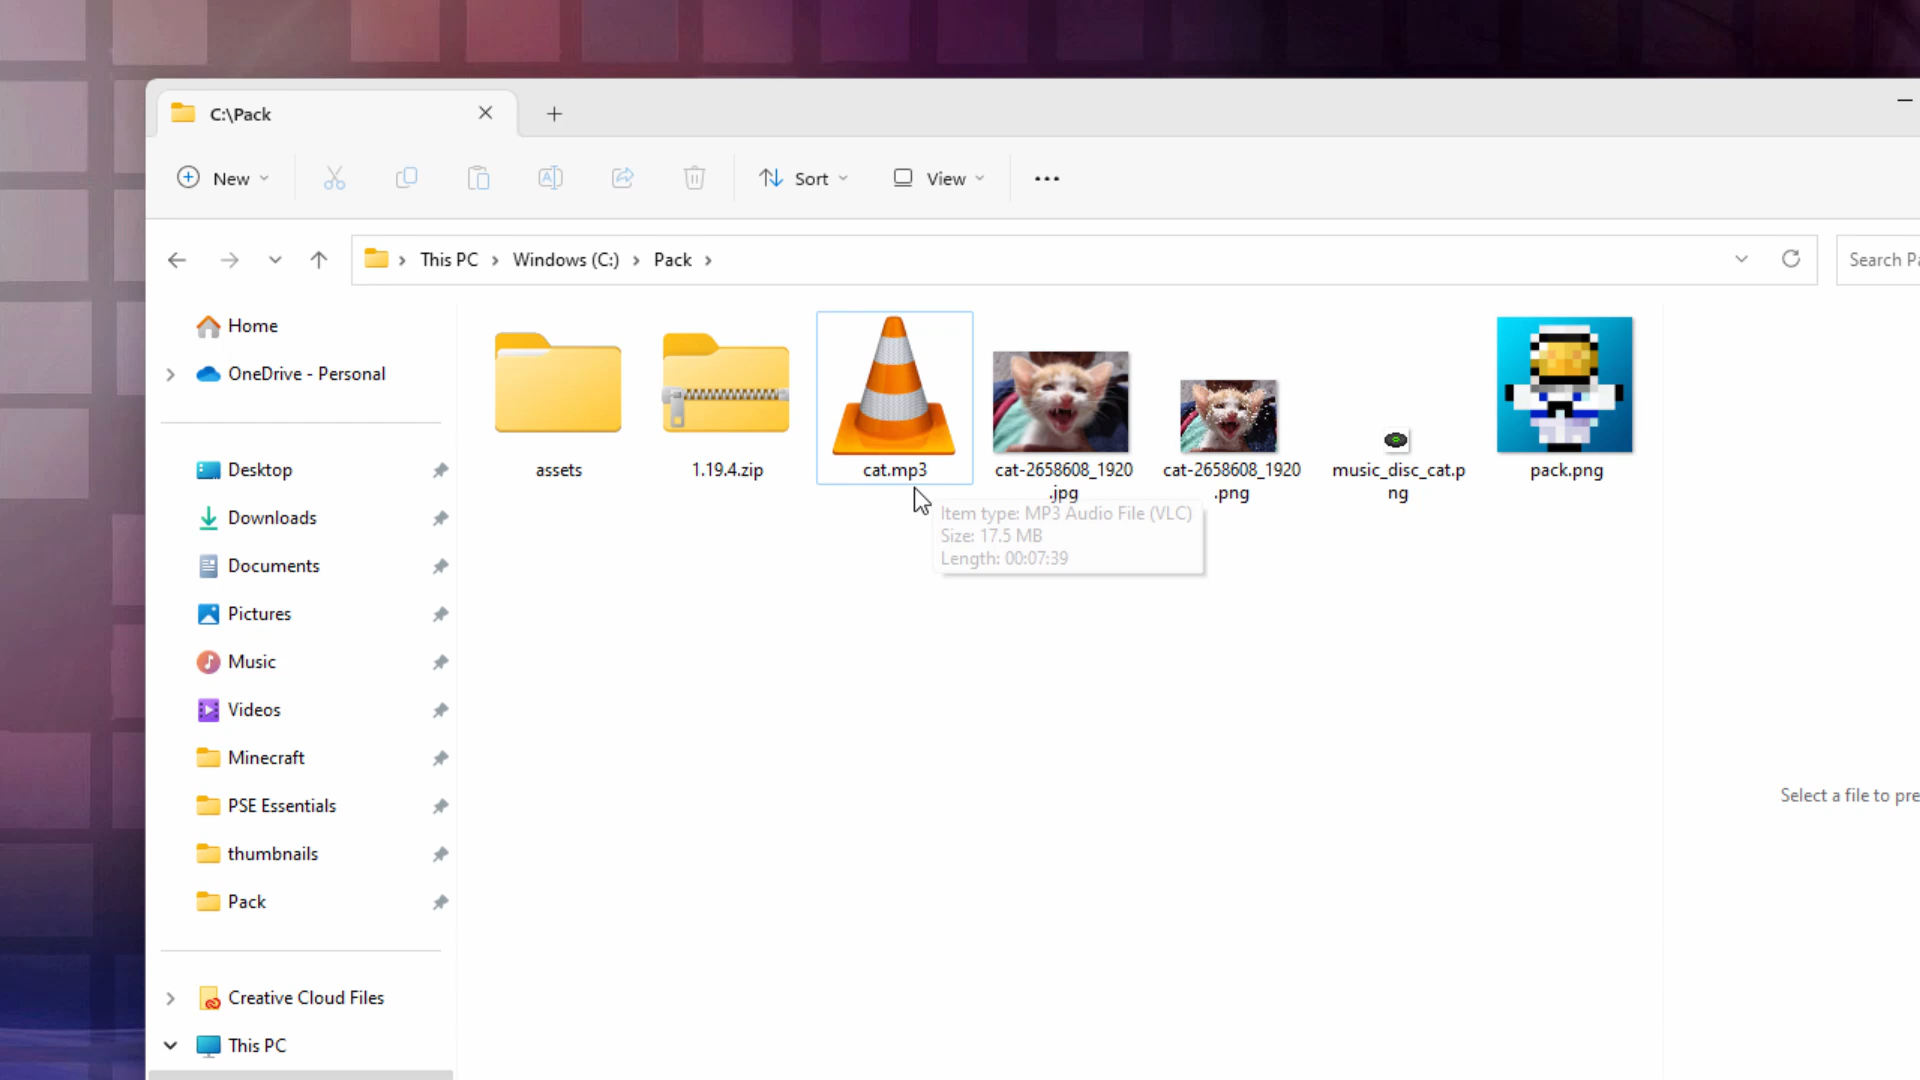 C:\Pack
New
Sort
View
This PC
Windows (C:)
Pack
Search Pa
Home
OneDrive - Personal
Desktop
Downloads
Documents
Pictures
Music
Videos
Minecraft
PSE Essentials
thumbnails
Pack
Creative Cloud Files
This PC
assets
1.19.4.zip
cat.mp3
cat-2658608_1920
.jpg
cat-2658608_1920
.png
music_disc_cat.p
ng
pack.png
Item type: MP3 Audio File (VLC)
Size: 17.5 MB
Length: 00:07:39
Select a file to pre